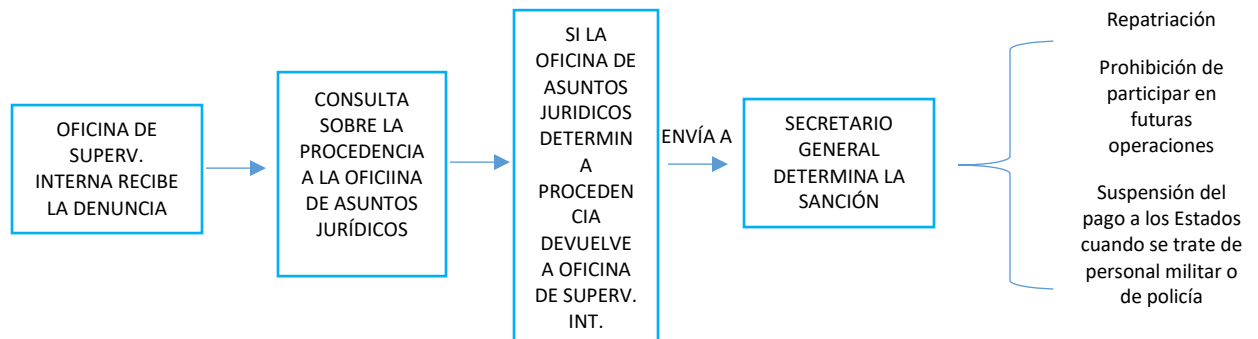 OFICINA DE
SUPERV.
INTERNA RECIBE
LA DENUNCIA
CONSULTA
SOBRE LA
PROCEDENCIA
A LA OFICIINA
DE ASUNTOS
JURÍDICOS
SI LA
OFICINA DE
ASUNTOS
JURIDICOS
DETERMIN
A
PROCEDEN
CIA
DEVUELVE
A OFICINA
DE SUPERV.
INT.
ENVÍA A
SECRETARIO
GENERAL
DETERMINA LA
SANCIÓN
Repatriación
Prohibición de
participar en
futuras
operaciones
Suspensión del
pago a los Estados
cuando se trate de
personal militar o
de policía